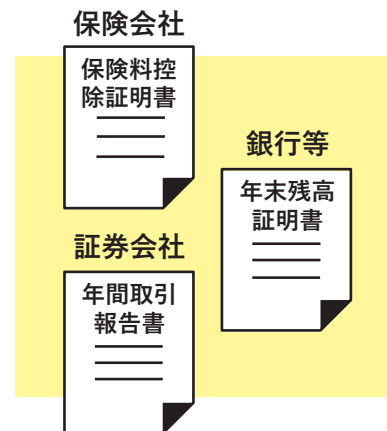 保険会社
保険料控
除証明書
銀行等
年末残高
証明書
証券会社
年間取引
報告書